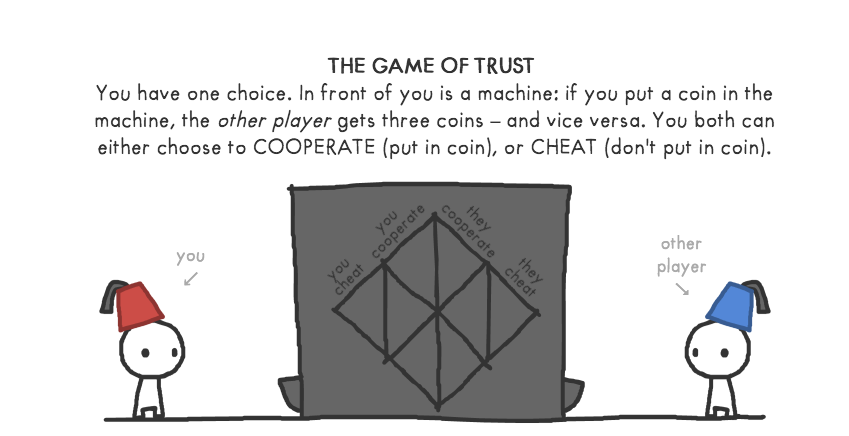 THE GAME OF TRUST
You have one choice. In front of you is a machine: if you put a coin in the
machine, the other player gets three coins – and vice versa. You both can
either choose to COOPERATE (put in coin), or CHEAT (don't put in coin).
you
cheat
you
cooperate
they
cooperate
they
cheat
you
other
player